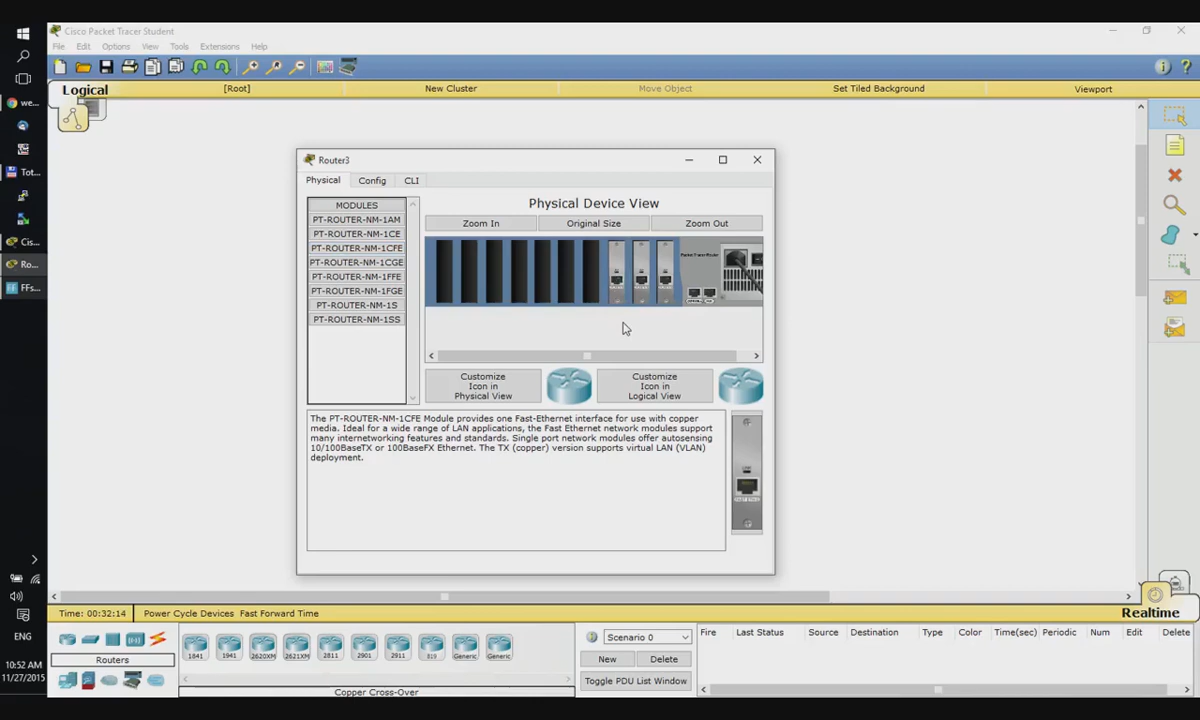 Cisco Packet Tracer Student
File Edit Options View Tools Extensions Help
Logical
[Root]
New Cluster
Move Object
Set Tiled Background
Viewport
we...
Tot...
Cis...
Ro...
FFs...
Router3
Physical Config CLI
MODULES
PT-ROUTER-NM-1AM
PT-ROUTER-NM-1CE
PT-ROUTER-NM-1CFE
PT-ROUTER-NM-1CGE
PT-ROUTER-NM-1FFE
PT-ROUTER-NM-1FGE
PT-ROUTER-NM-1S
PT-ROUTER-NM-1SS
Physical Device View
Zoom In
Original Size
Zoom Out
Customize
Icon in
Physical View
Customize
Icon in
Logical View
The PT-ROUTER-NM-1CFE Module provides one Fast-Ethernet interface for use with copper
media. Ideal for a wide range of LAN applications, the Fast Ethernet network modules support
many internetworking features and standards. Single port network modules offer autosensing
10/100BaseTX or 100BaseFX Ethernet. The TX (copper) version supports virtual LAN (VLAN)
deployment.
Time: 00:32:14 Power Cycle Devices Fast Forward Time
Realtime
Routers
1841 1941 2620XM 2621XM 2811 2901 2911 819 Generic Generic
Copper Cross-Over
Scenario 0
New
Delete
Toggle PDU List Window
Fire Last Status Source Destination Type Color Time(sec) Periodic Num Edit Delete
ENG
10:52 AM
11/27/2015